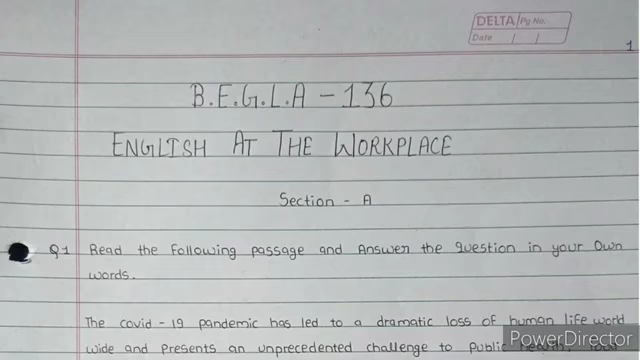 DELTA / Pg No.
Date / /
1
B.E.G.L.A - 136
ENGLISH AT THE WORKPLACE
Section - A
Q1 Read the following passage and Answer the question in your Own
words.
The covid - 19 pandemic has led to a dramatic loss of human life world
wide and presents an unprecedented challenge to public
PowerDirector